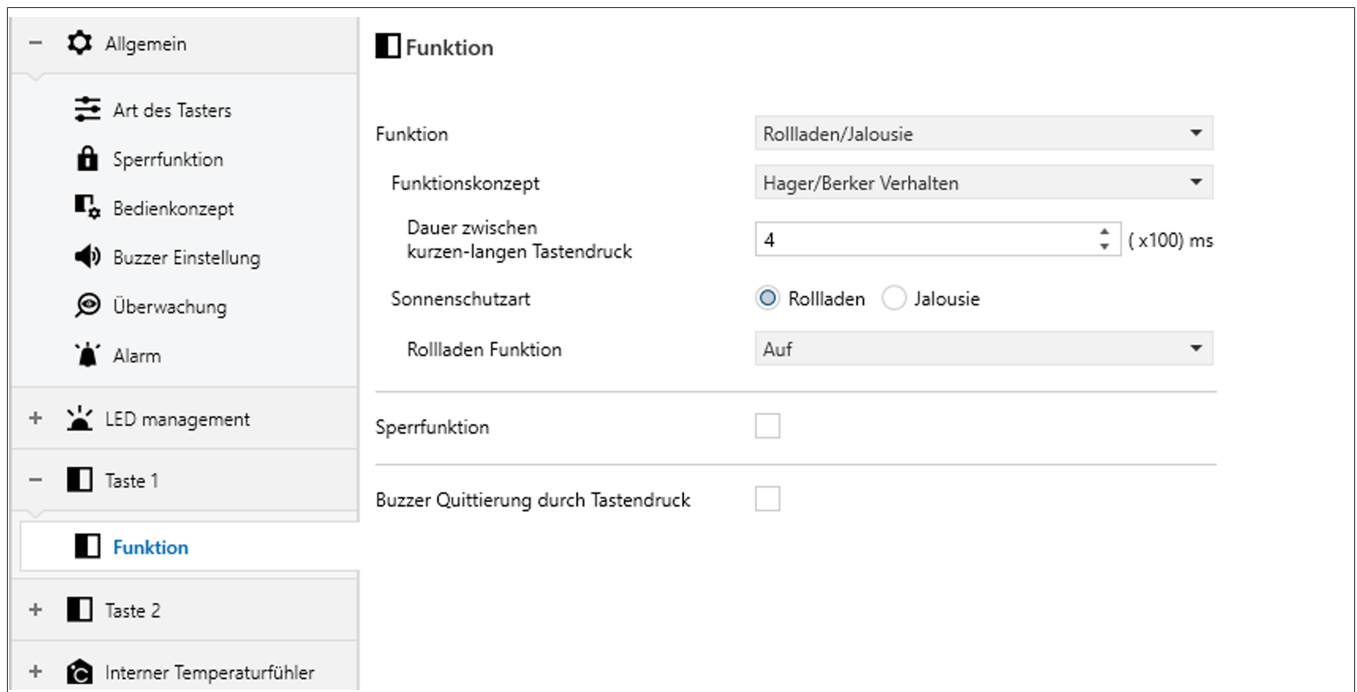 Allgemein
Art des Tasters
Sperrfunktion
Bedienkonzept
Buzzer Einstellung
Überwachung
Alarm
LED management
Taste 1
Funktion
Taste 2
Interner Temperaturfühler
Funktion
Funktion Rollladen/Jalousie
Funktionskonzept Hager/Berker Verhalten
Dauer zwischen
kurzen-langen Tastendruck 4 ( x100) ms
Sonnenschutzart Rollladen Jalousie
Rollladen Funktion Auf
Sperrfunktion
Buzzer Quittierung durch Tastendruck